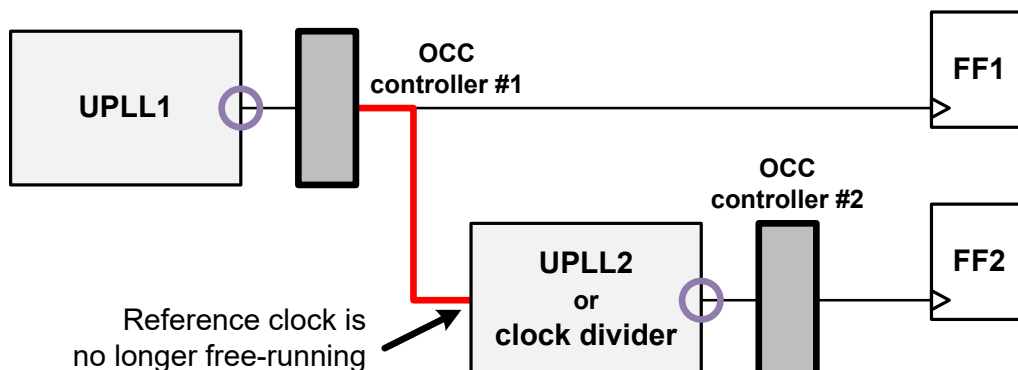 UPLL1
OCC
controller #1
FF1
OCC
controller #2
UPLL2
or
clock divider
FF2
Reference clock is
no longer free-running